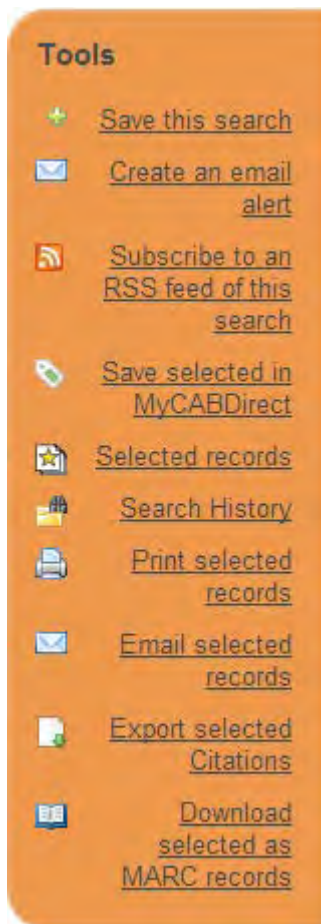 Tools
Save this search
Create an email
alert
Subscribe to an
RSS feed of this
search
Save selected in
MyCABDirect
Selected records
Search History
Print selected
records
Email selected
records
Export selected
Citations
Download
selected as
MARC records